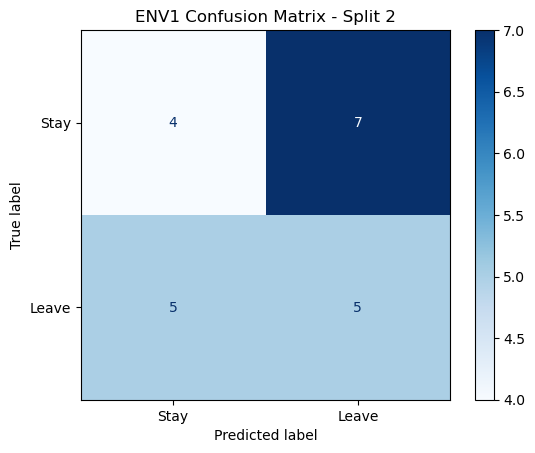 ENV1 Confusion Matrix - Split 2
True label
Stay
Leave
4
7
5
5
Stay
Leave
Predicted label
7.0
6.5
6.0
5.5
5.0
4.5
4.0